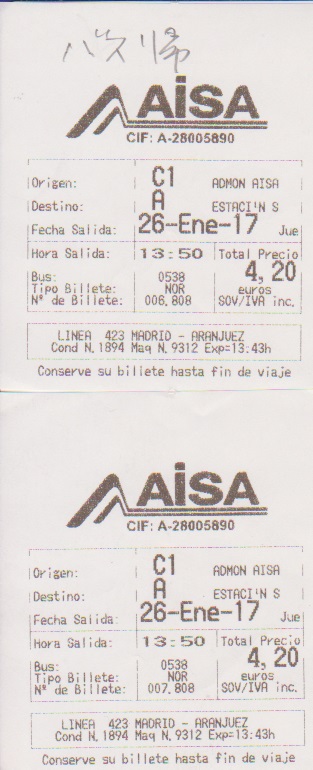 バス 帰
AISA
CIF: A-28005890
Origen: C1 ADMON AISA
Destino: A ESTACI'N S
Fecha Salida: 26-Ene-17 Jue
Hora Salida: 13:50 Total Precio
Bus: 0538 4,20
Tipo Billete: NOR euros
Nº de Billete: 006.808 SOV/IVA inc.
LINEA 423 MADRID - ARANJUEZ
Cond N.1894 Maq N.9312 Exp=13:43h
Conserve su billete hasta fin de viaje
AISA
CIF: A-28005890
Origen: C1 ADMON AISA
Destino: A ESTACI'N S
Fecha Salida: 26-Ene-17 Jue
Hora Salida: 13:50 Total Precio
Bus: 0538 4,20
Tipo Billete: NOR euros
Nº de Billete: 007.808 SOV/IVA inc.
LINEA 423 MADRID - ARANJUEZ
Cond N.1894 Maq N.9312 Exp=13:43h
Conserve su billete hasta fin de viaje